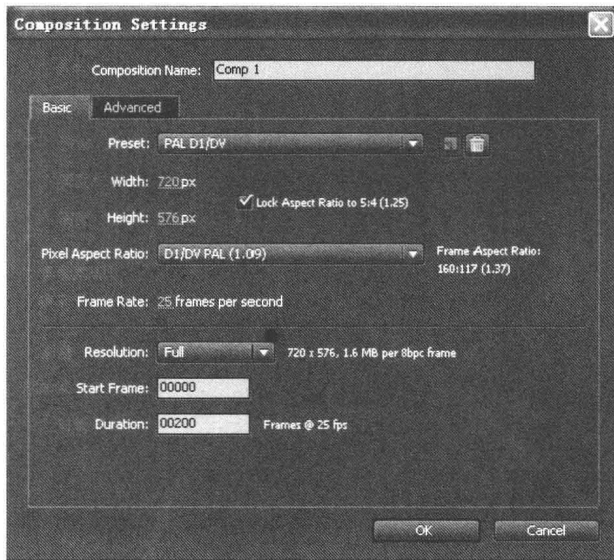 Composition Settings
Composition Name: Comp 1
Basic Advanced
Preset: PAL D1/DV
Width: 720 px
Lock Aspect Ratio to 5:4 (1.25)
Height: 576 px
Pixel Aspect Ratio: D1/DV PAL (1.09)
Frame Aspect Ratio:
160:117 (1.37)
Frame Rate: 25 frames per second
Resolution: Full 720 x 576, 1.6 MB per 8bpc frame
Start Frame: 00000
Duration: 00200 Frames @ 25 fps
OK Cancel